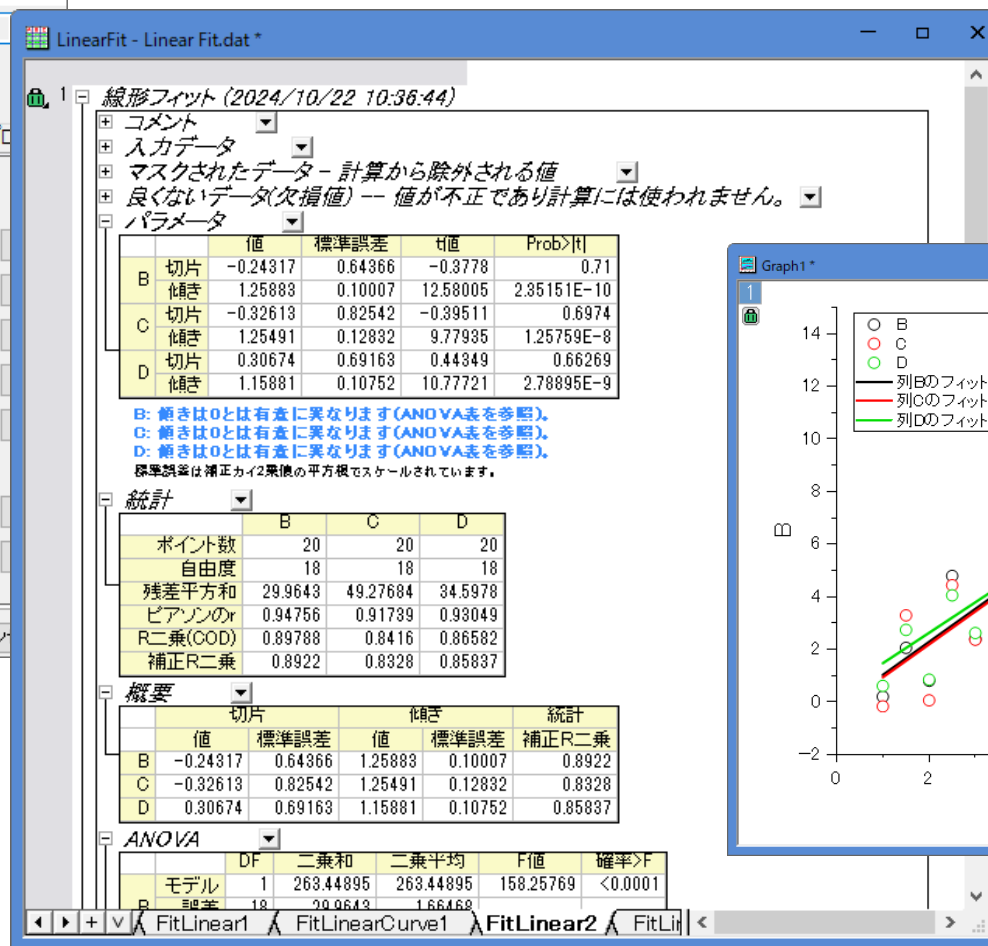 LinearFit - Linear Fit.dat *
1 線形フィット (2024/10/22 10:36:44)
コメント
入力データ
マスクされたデータ - 計算から除外される値
良くないデータ(欠損値) -- 値が不正であり計算には使われません。
パラメータ
値 標準誤差 t値 Prob>|t|
B 切片 -0.24317 0.64366 -0.3778 0.71
傾き 1.25883 0.10007 12.58005 2.35151E-10
C 切片 -0.32613 0.82542 -0.39511 0.6974
傾き 1.25491 0.12832 9.77935 1.25759E-8
D 切片 0.30674 0.69163 0.44349 0.66269
傾き 1.15881 0.10752 10.77721 2.78895E-9
B: 傾きは0とは有意に異なります(ANOVA表を参照)。
C: 傾きは0とは有意に異なります(ANOVA表を参照)。
D: 傾きは0とは有意に異なります(ANOVA表を参照)。
標準誤差は補正カイ2乗値の平方根でスケールされています。
統計
B C D
ポイント数 20 20 20
自由度 18 18 18
残差平方和 29.9643 49.27684 34.5978
ピアソンのr 0.94756 0.91739 0.93049
R二乗(COD) 0.89788 0.8416 0.86582
補正R二乗 0.8922 0.8328 0.85837
概要
切片 傾き 統計
値 標準誤差 値 標準誤差 補正R二乗
B -0.24317 0.64366 1.25883 0.10007 0.8922
C -0.32613 0.82542 1.25491 0.12832 0.8328
D 0.30674 0.69163 1.15881 0.10752 0.85837
ANOVA
DF 二乗和 二乗平均 F値 確率>F
モデル 1 263.44895 263.44895 158.25769 <0.0001
B 誤差 18 29.9643 1.66468
FitLinear1 FitLinearCurve1 FitLinear2 FitLin
Graph1 *
1
B
C
D
列Bのフィット
列Cのフィット
列Dのフィット
14
12
10
8
6
4
2
0
-2
B
0 2